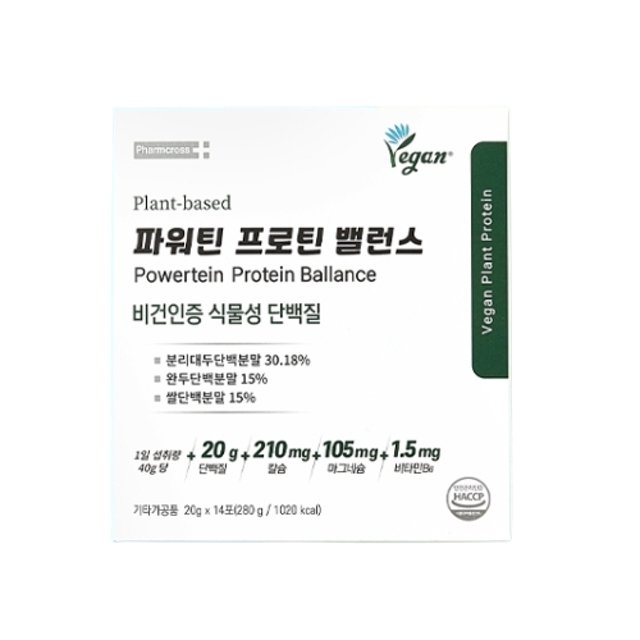 Pharmcross
Vegan®
Plant-based
파워틴 프로틴 밸런스
Powertein Protein Ballance
비건인증 식물성 단백질
분리대두단백분말 30.18%
완두단백분말 15%
쌀단백분말 15%
1일 섭취량
40g 당
+ 20 g + 210 mg + 105 mg + 1.5 mg
단백질 칼슘 마그네슘 비타민B6
기타가공품 20g x 14포(280 g / 1020 kcal)
HACCP
Vegan Plant Protein